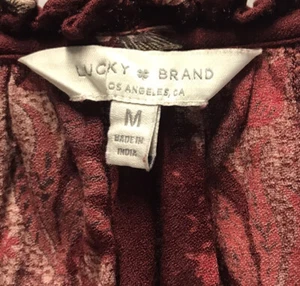 LUCKY BRAND
LOS ANGELES, CA
M
MADE IN
INDIA